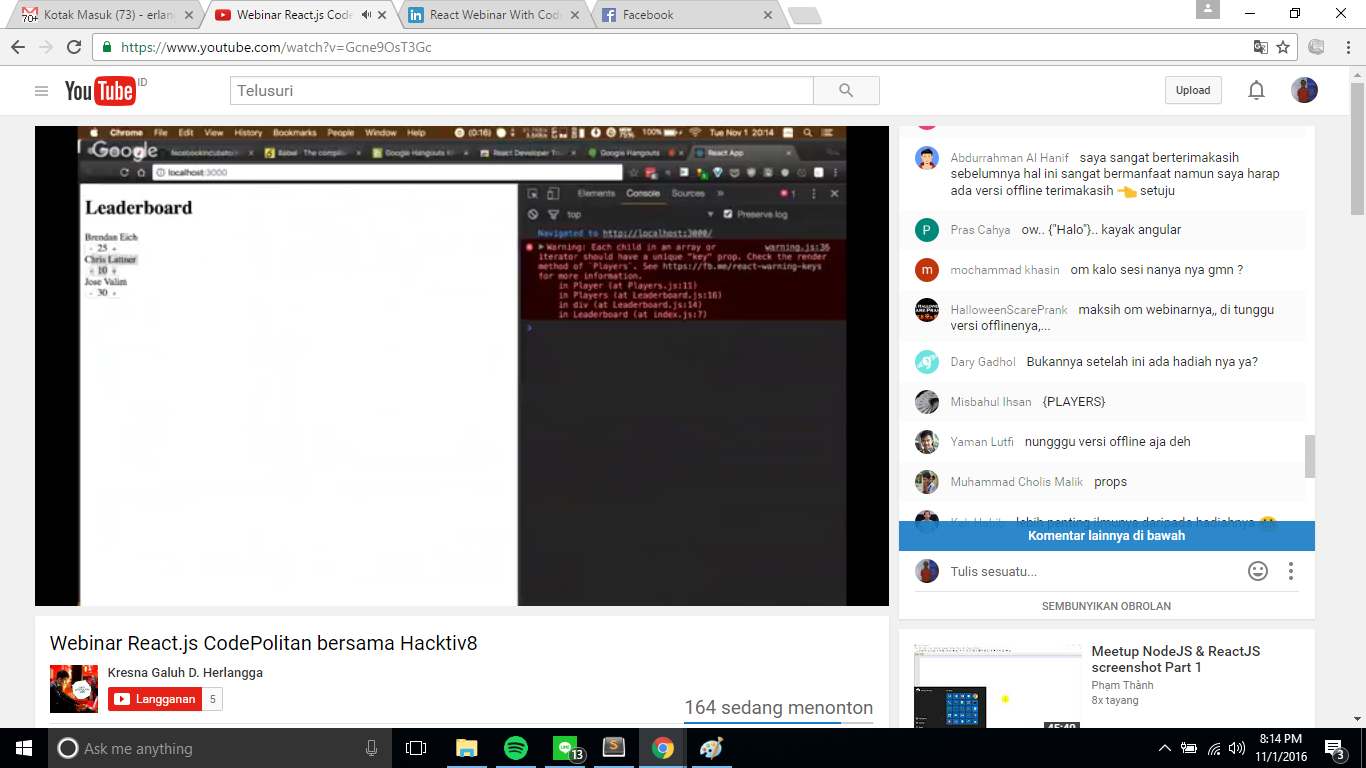 Kotak Masuk (73) - erlan
Webinar React.js Code
React Webinar With Code
Facebook
https://www.youtube.com/watch?v=Gcne9OsT3Gc
YouTube ID
Telusuri
Upload
Chrome File Edit View History Bookmarks People Window Help
(0:16)
100%
Tue Nov 1 20:14
Google
facebookincubator
Babel · The compile
Google Hangouts
React Developer To
Google Hangouts
React App
localhost:3000
Leaderboard
Brendan Eich
- 25 +
Chris Lattner
- 10 +
Jose Valim
- 30 +
Elements Console Sources »
1
top
Preserve log
Navigated to http://localhost:3000/
Warning: Each child in an array or warning.js:36
iterator should have a unique "key" prop. Check the render
method of `Players`. See https://fb.me/react-warning-keys
for more information.
in Player (at Players.js:11)
in Players (at Leaderboard.js:16)
in div (at Leaderboard.js:14)
in Leaderboard (at index.js:7)
Abdurrahman Al Hanif saya sangat berterimakasih
sebelumnya hal ini sangat bermanfaat namun saya harap
ada versi offline terimakasih 👈 setuju
P
Pras Cahya ow.. {"Halo"}.. kayak angular
m
mochammad khasin om kalo sesi nanya nya gmn ?
HalloweenScarePrank maksih om webinarnya,, di tunggu
versi offlinenya,...
Dary Gadhol Bukannya setelah ini ada hadiah nya ya?
Misbahul Ihsan {PLAYERS}
Yaman Lutfi nungggu versi offline aja deh
Muhammad Cholis Malik props
Kak Habib lebih penting ilmunya daripada hadiahnya
Komentar lainnya di bawah
Tulis sesuatu...
SEMBUNYIKAN OBROLAN
Webinar React.js CodePolitan bersama Hacktiv8
Kresna Galuh D. Herlangga
Langganan 5
164 sedang menonton
Meetup NodeJS & ReactJS
screenshot Part 1
Phạm Thành
8x tayang
45:40
Ask me anything
13
8:14 PM
11/1/2016
3